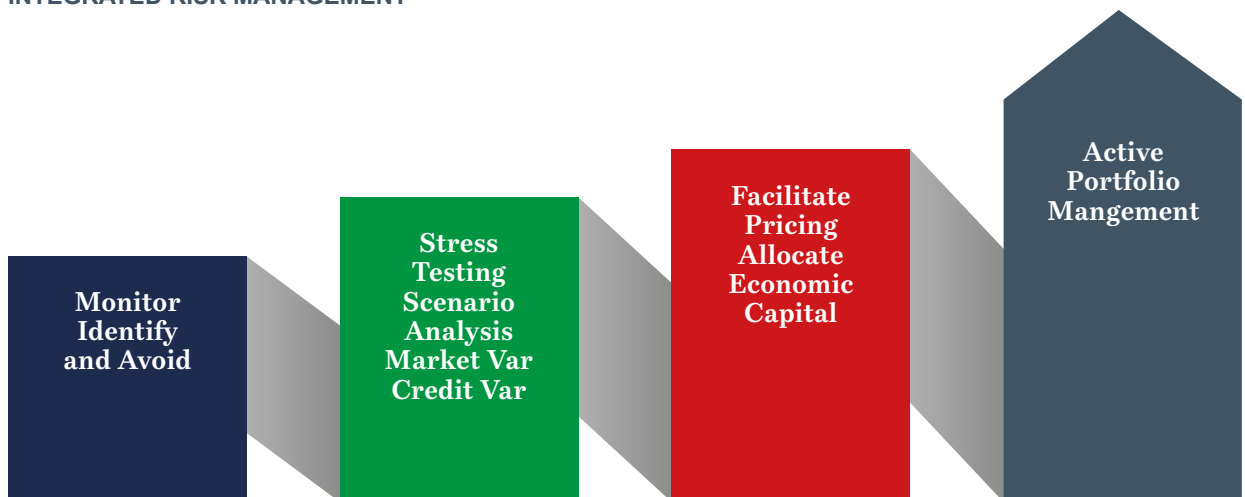 INTEGRATED RISK MANAGEMENT
Monitor
Identify
and Avoid
Stress
Testing
Scenario
Analysis
Market Var
Credit Var
Facilitate
Pricing
Allocate
Economic
Capital
Active
Portfolio
Mangement